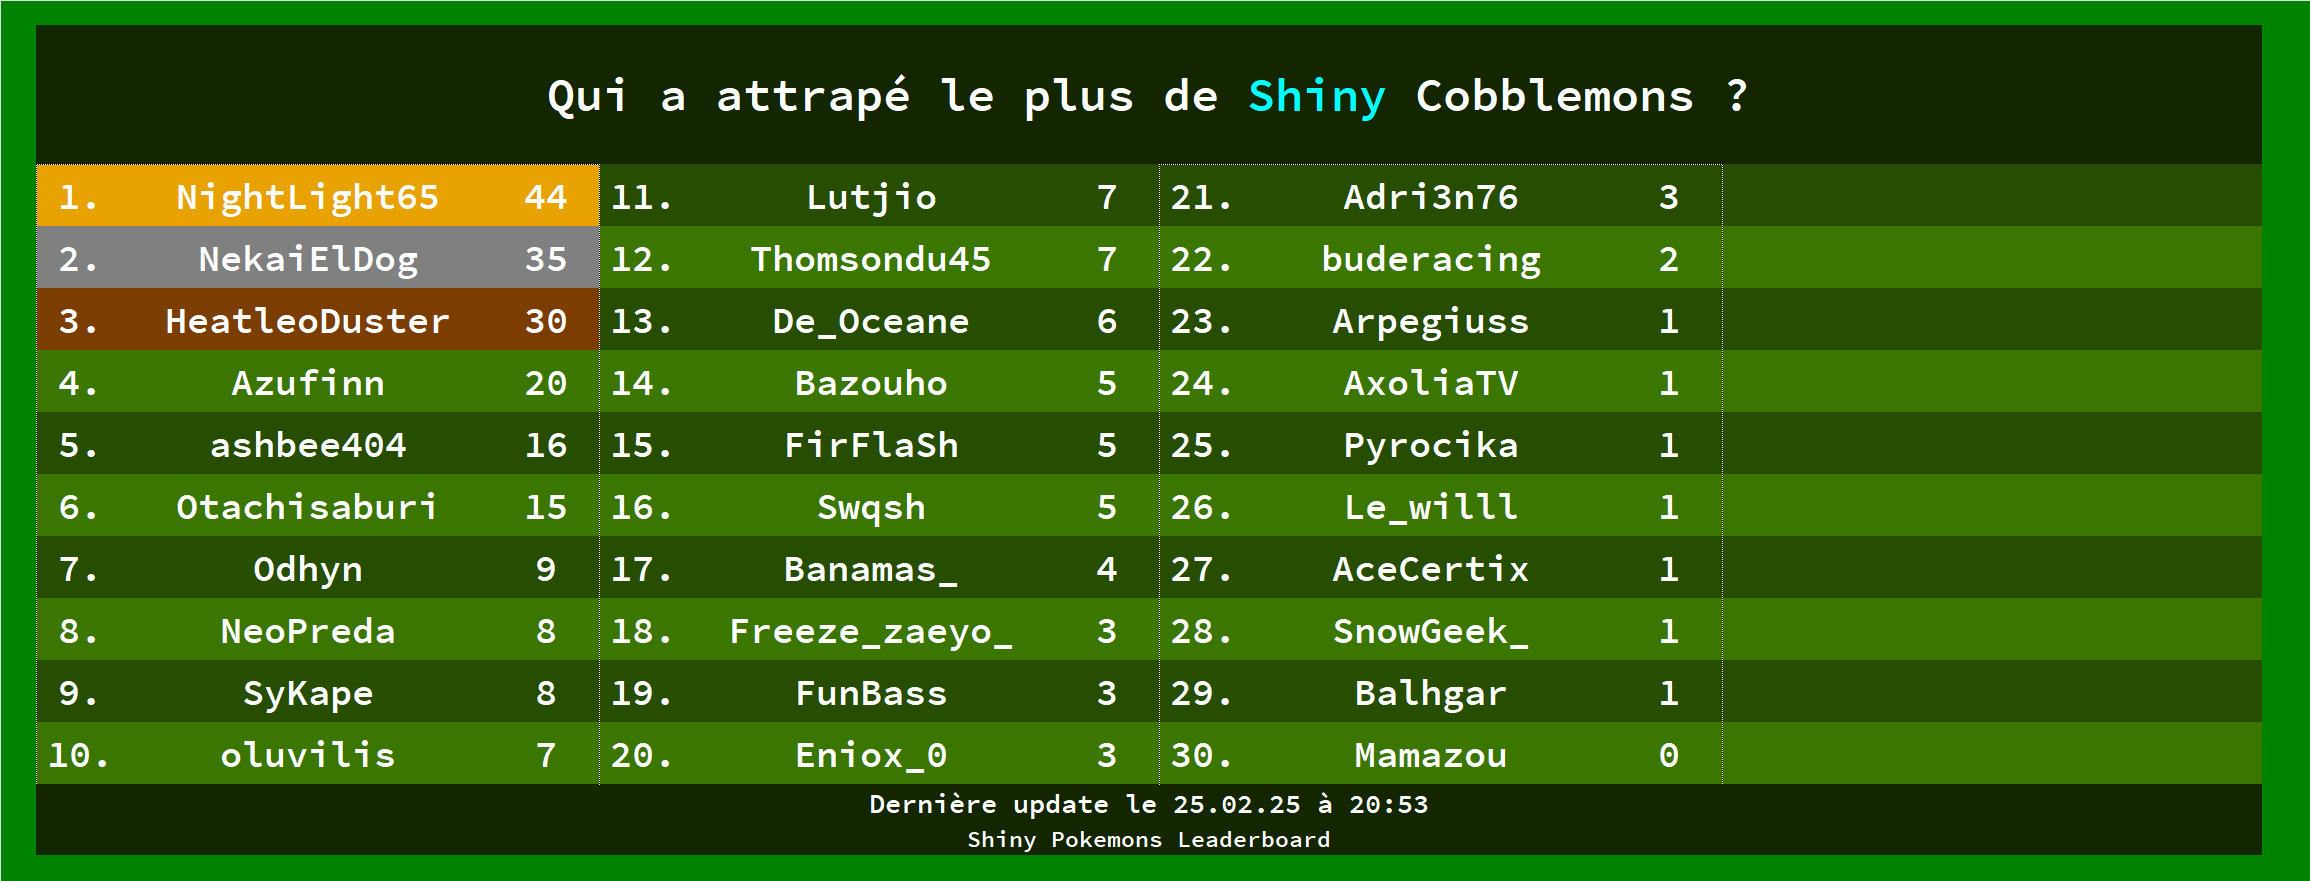 Qui a attrapé le plus de Shiny Cobblemons ?
1. NightLight65 44
2. NekaiElDog 35
3. HeatleoDuster 30
4. Azufinn 20
5. ashbee404 16
6. Otachisaburi 15
7. Odhyn 9
8. NeoPreda 8
9. SyKape 8
10. oluvilis 7
11. Lutjio 7
12. Thomsondu45 7
13. De_Oceane 6
14. Bazouho 5
15. FirFlaSh 5
16. Swqsh 5
17. Banamas_ 4
18. Freeze_zaeyo_ 3
19. FunBass 3
20. Eniox_0 3
21. Adri3n76 3
22. buderacing 2
23. Arpegiuss 1
24. AxoliaTV 1
25. Pyrocika 1
26. Le_willl 1
27. AceCertix 1
28. SnowGeek_ 1
29. Balhgar 1
30. Mamazou 0
Dernière update le 25.02.25 à 20:53
Shiny Pokemons Leaderboard